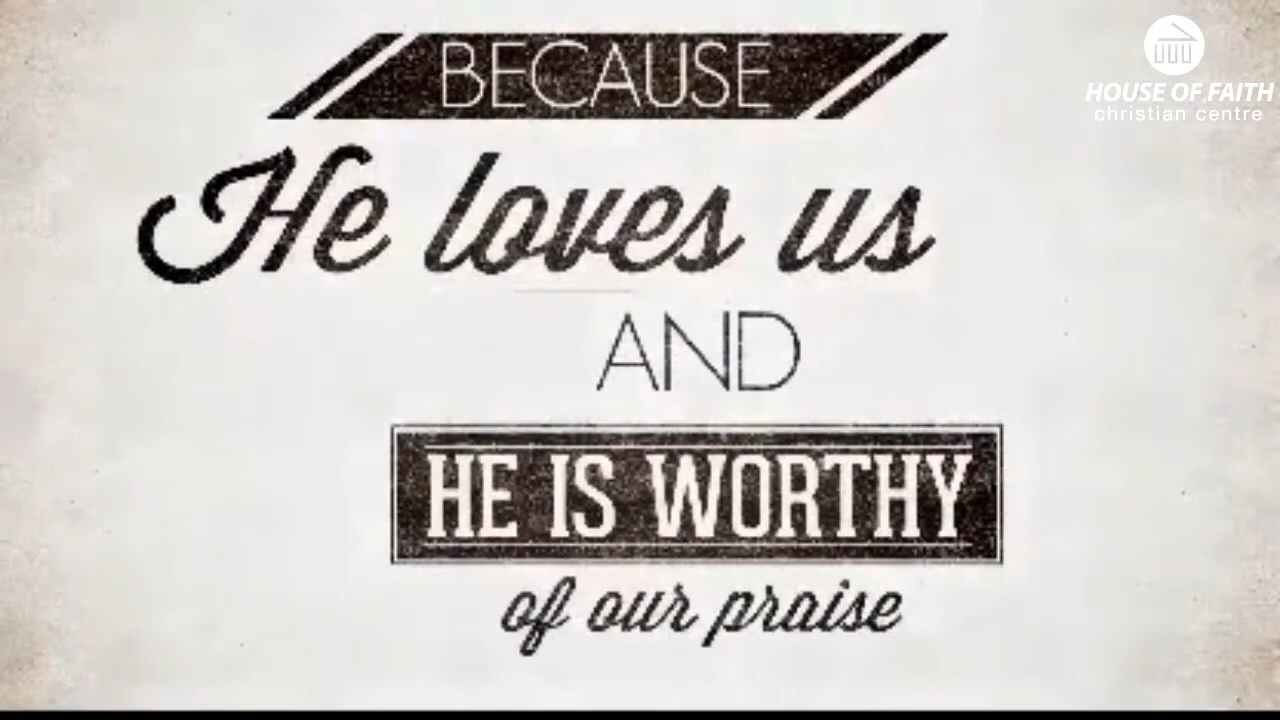 BECAUSE
He loves us
AND
HE IS WORTHY
of our praise
HOUSE OF FAITH
christian centre